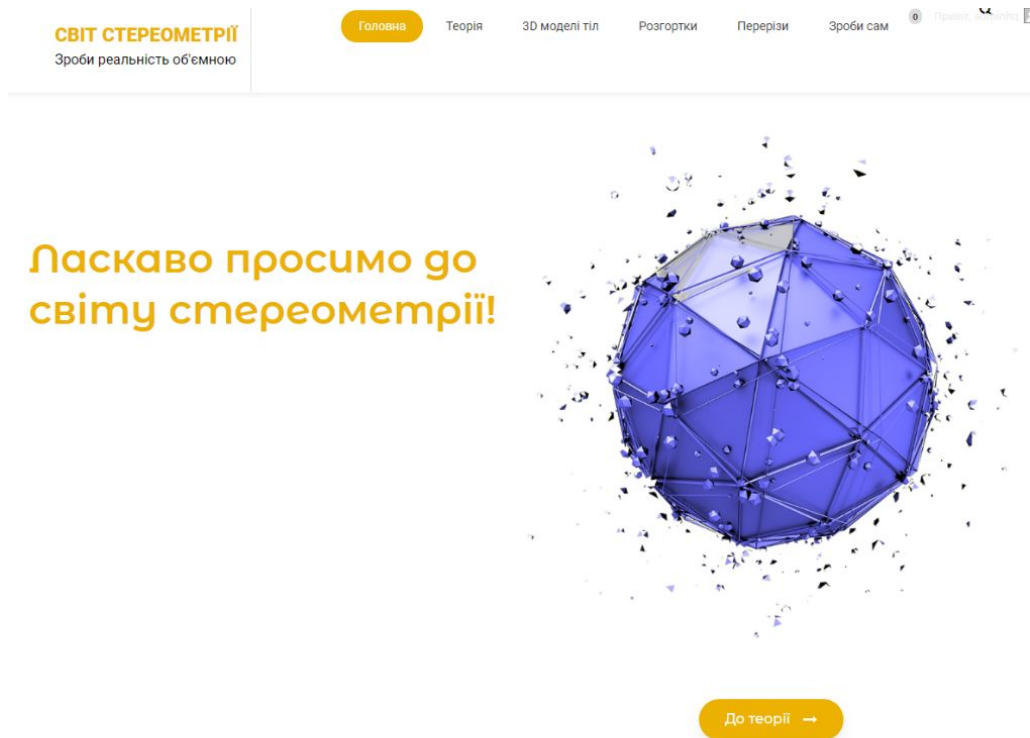 СВІТ СТЕРЕОМЕТРІЇ
Зроби реальність об'ємною
Головна
Теорія
3D моделі тіл
Розгортки
Перерізи
Зроби сам
0
Ласкаво просимо до
світу стереометрії!
До теорії →